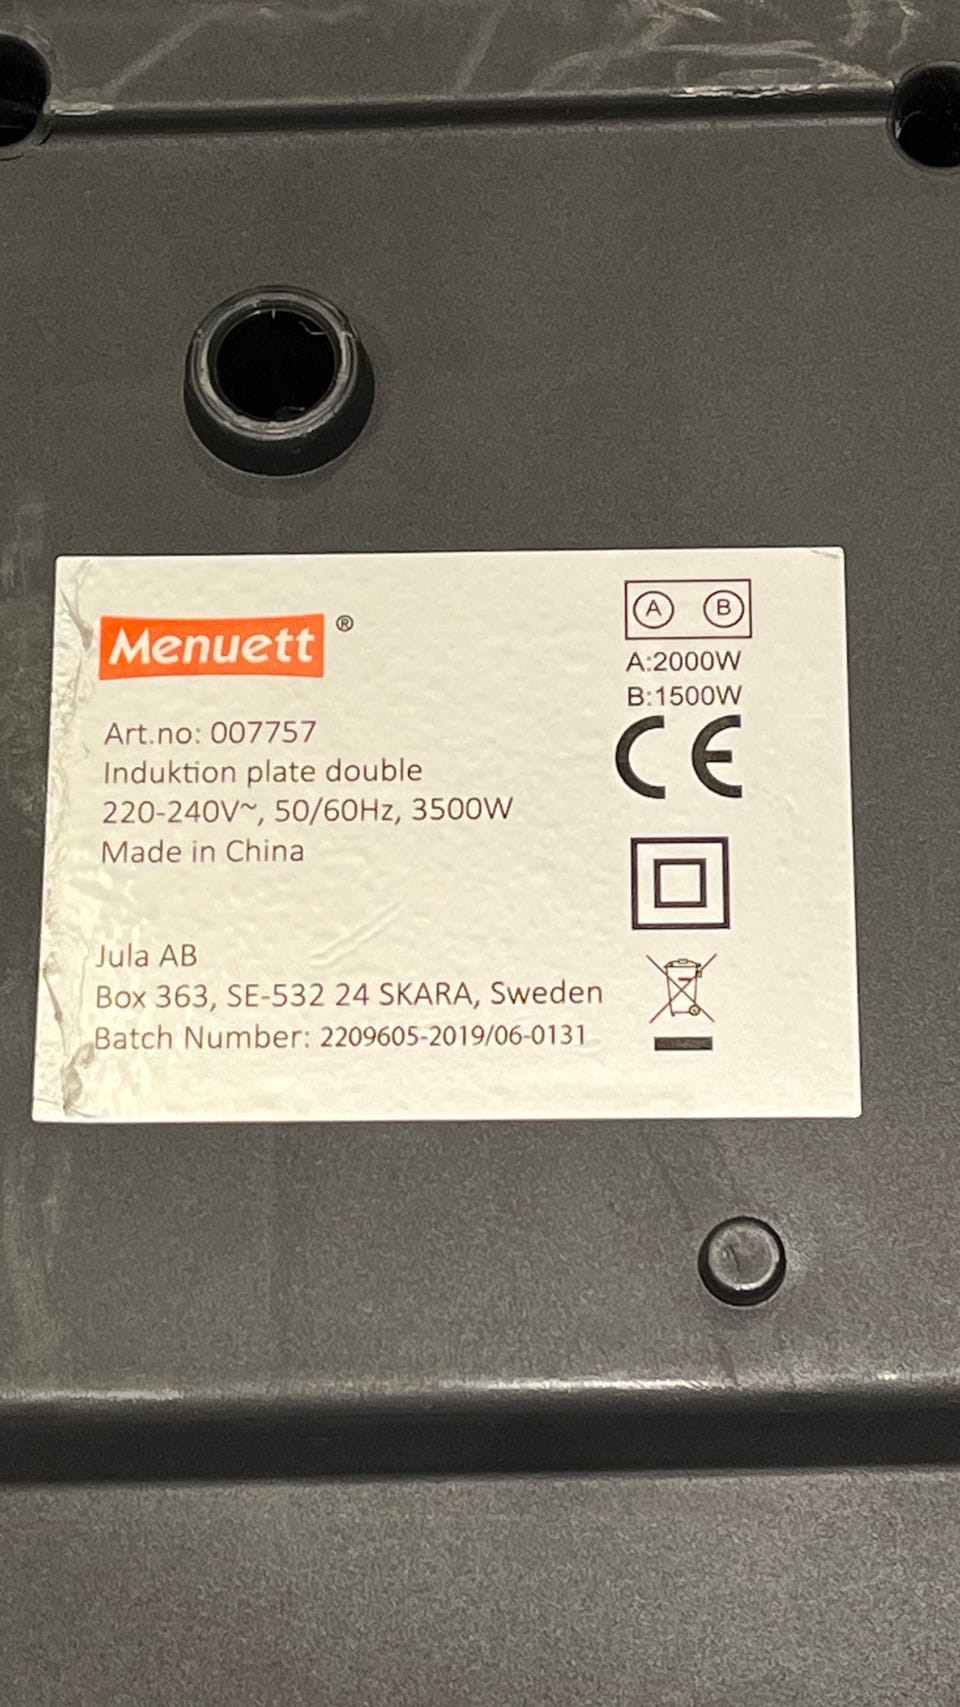 Menuett ®
Art.no: 007757
Induktion plate double
220-240V~, 50/60Hz, 3500W
Made in China
Jula AB
Box 363, SE-532 24 SKARA, Sweden
Batch Number: 2209605-2019/06-0131
A B
A:2000W
B:1500W
CE